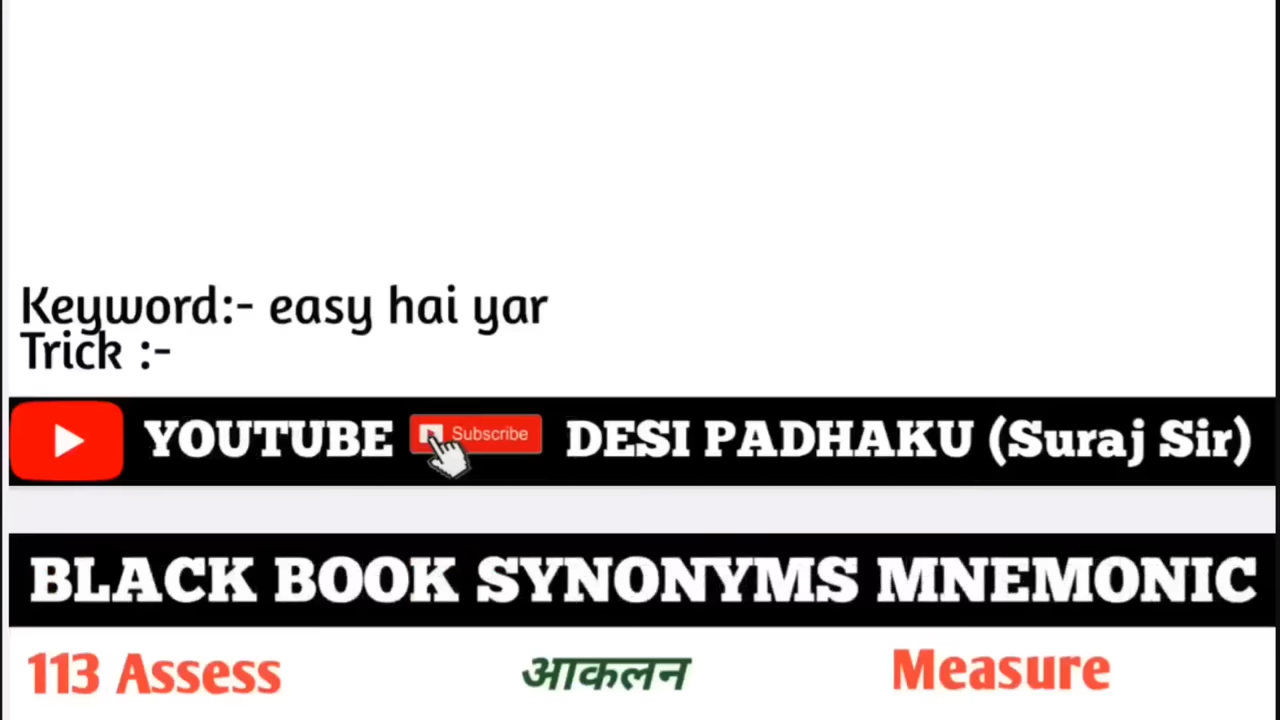 Keyword:- easy hai yar
Trick :-
YOUTUBE Subscribe DESI PADHAKU (Suraj Sir)
BLACK BOOK SYNONYMS MNEMONIC
113 Assess आकलन Measure